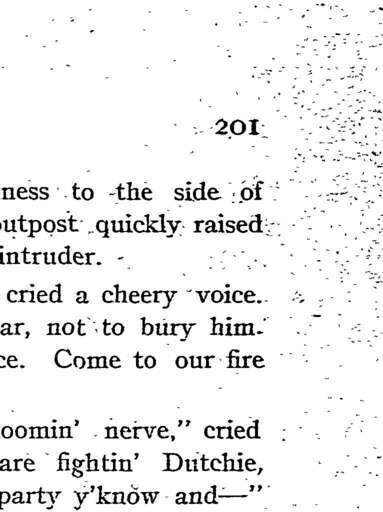 201
ness to the side of
outpost quickly raised
intruder.
cried a cheery voice.
ar, not to bury him.
ce. Come to our fire
loomin' nerve," cried
are fightin' Dutchie,
party y'know and—"